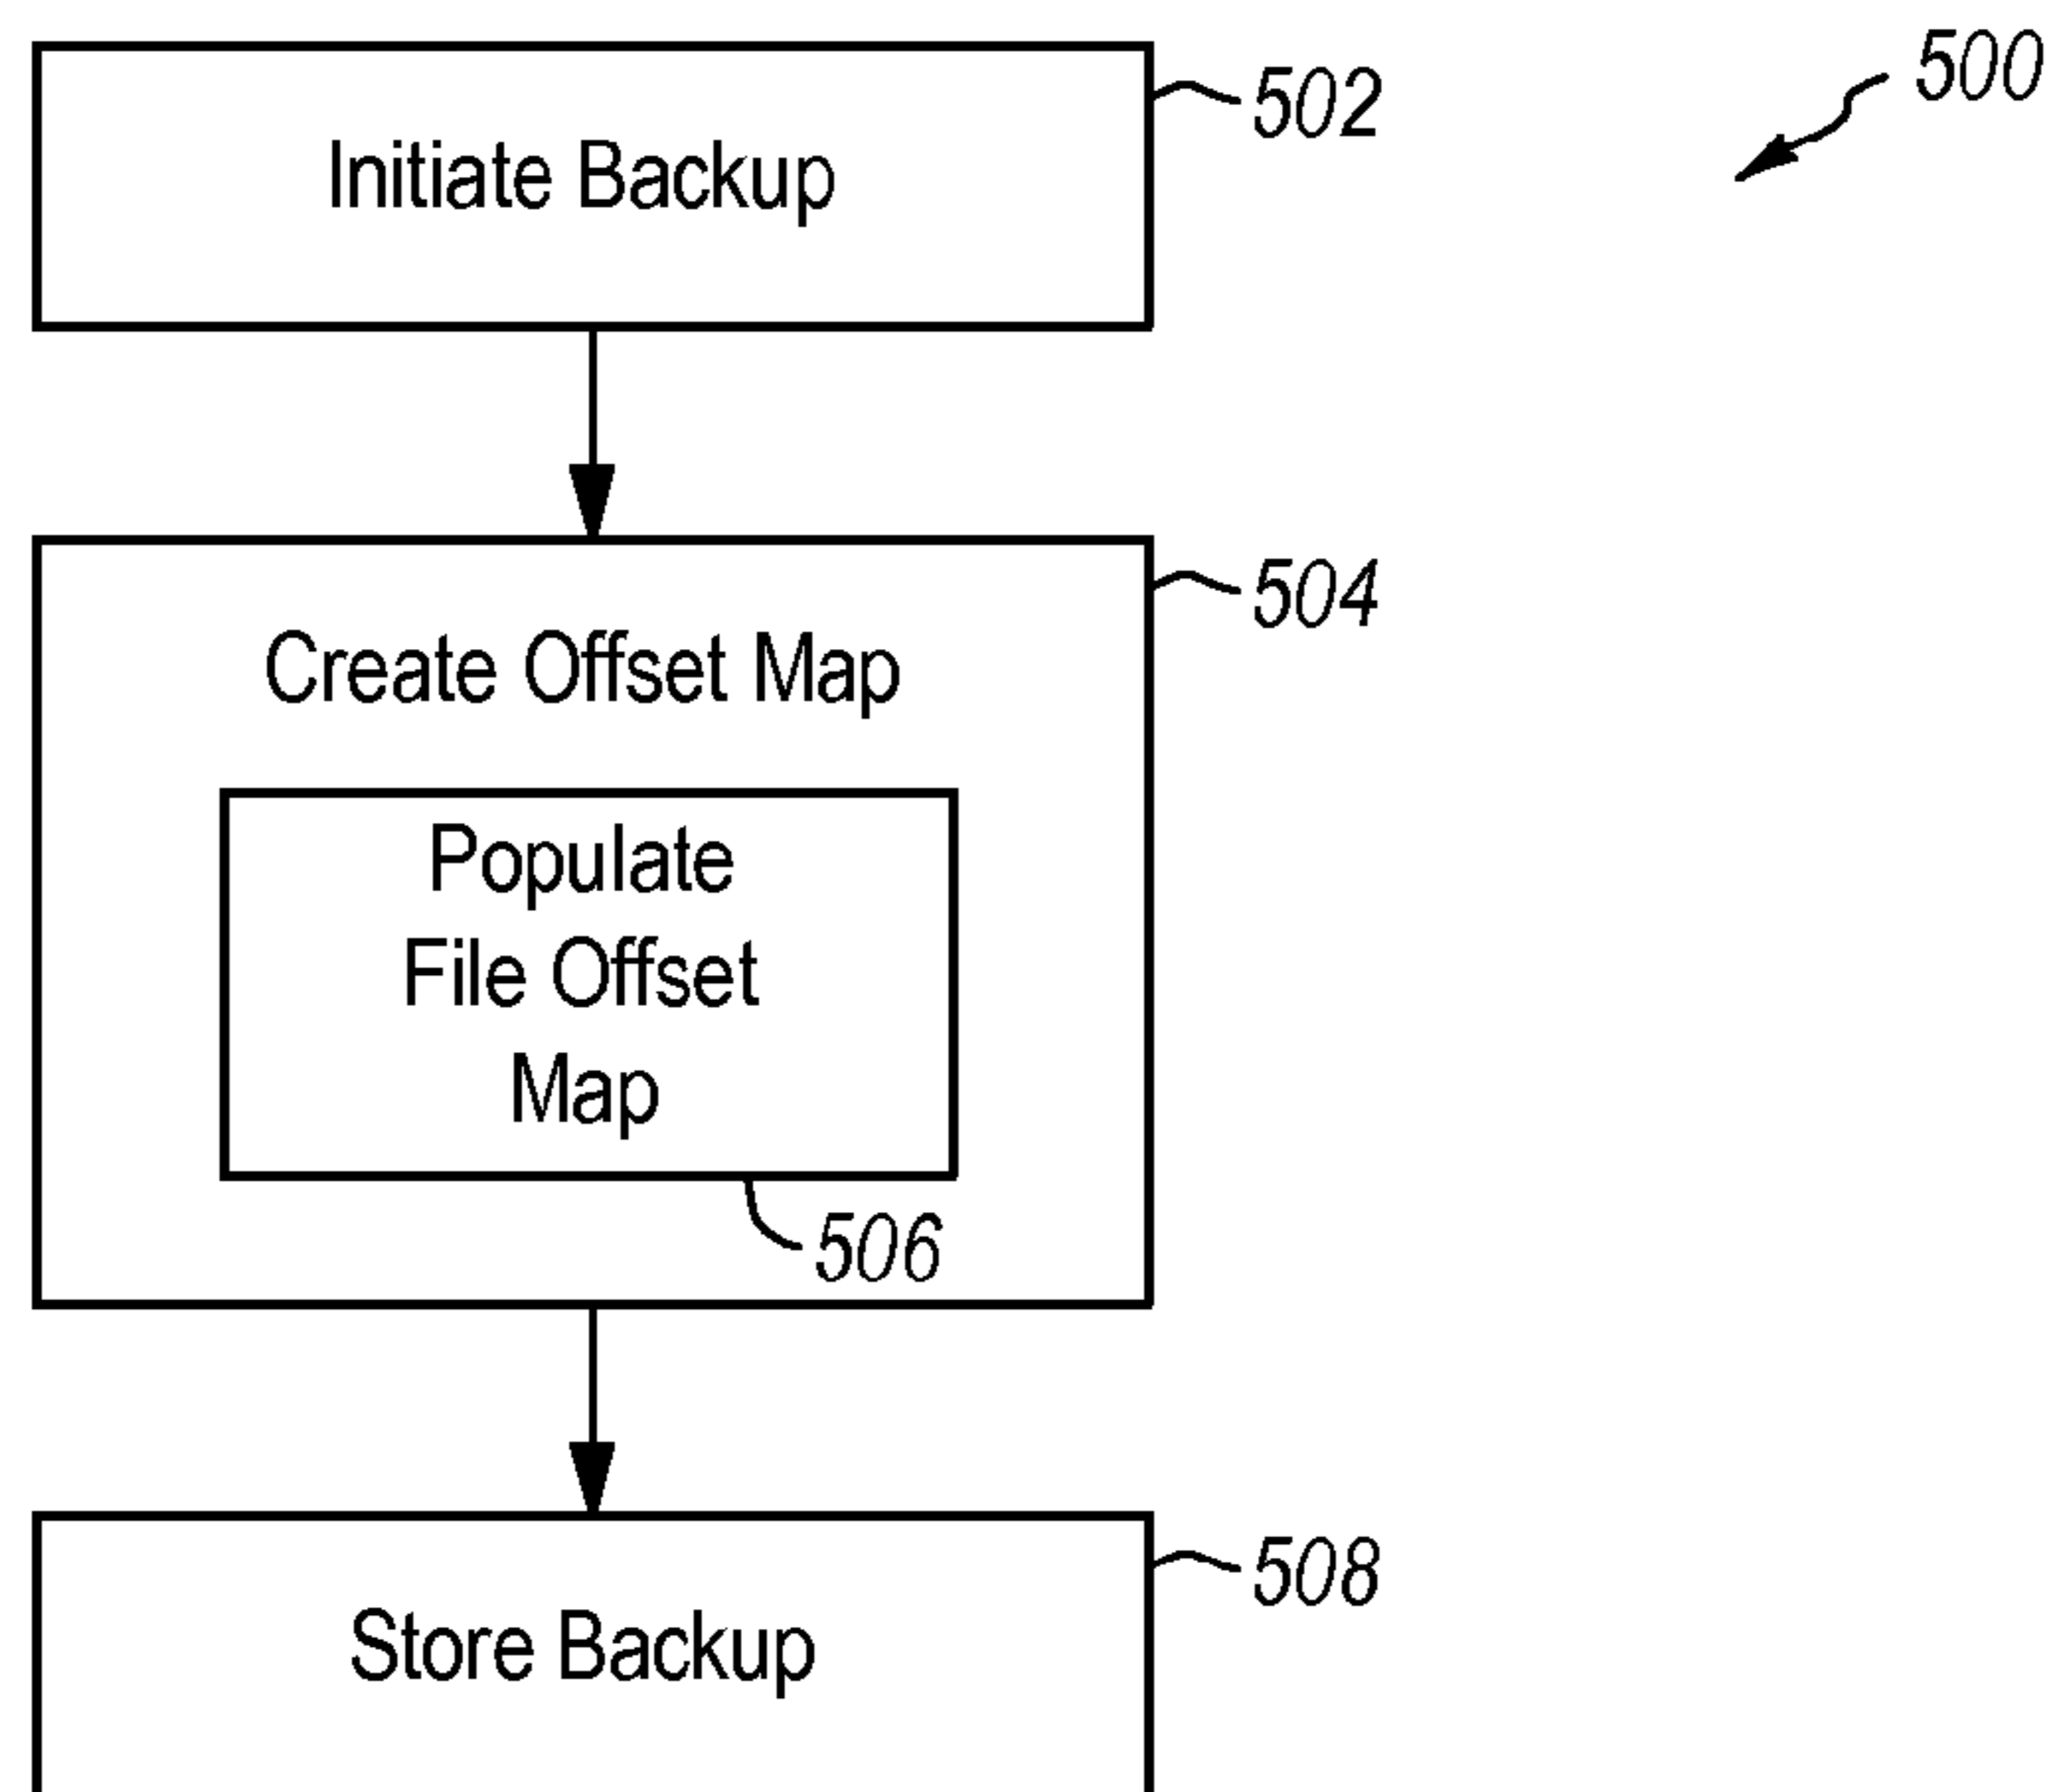 500
Initiate Backup
502
Create Offset Map
504
Populate
File Offset
Map
506
Store Backup
508